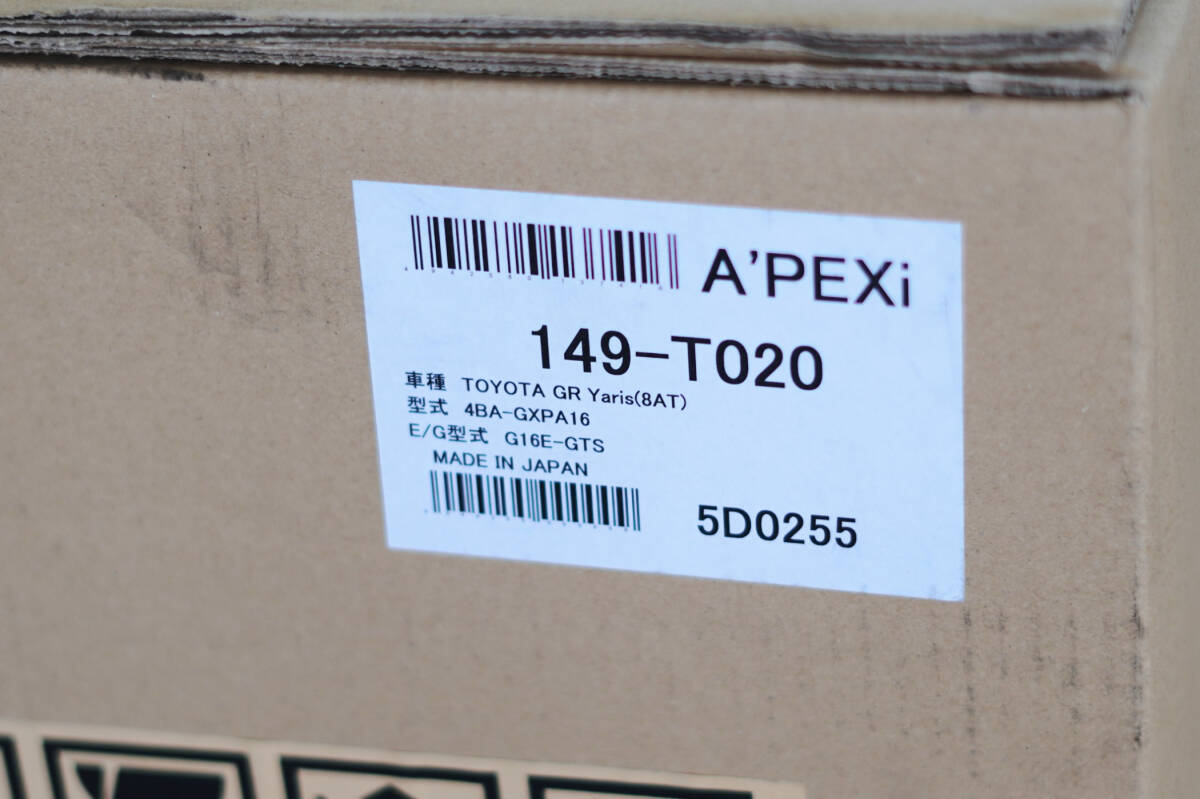 A'PEXi
149-T020
車種 TOYOTA GR Yaris(8AT)
型式 4BA-GXPA16
E/G型式 G16E-GTS
MADE IN JAPAN
5D0255